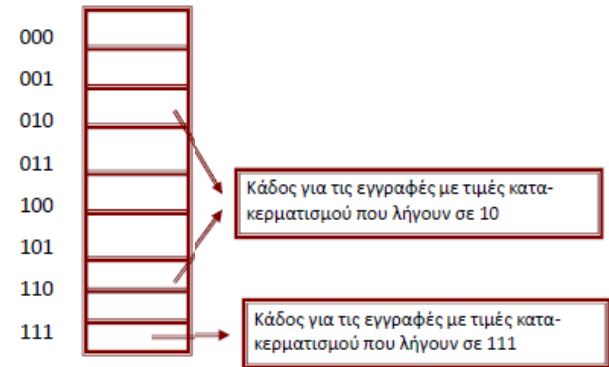 000
001
010
011
100
101
110
111
Κάδος για τις εγγραφές με τιμές κατα-
κερματισμού που λήγουν σε 10
Κάδος για τις εγγραφές με τιμές κατα-
κερματισμού που λήγουν σε 111